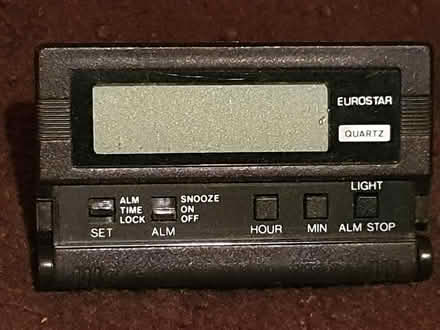 EUROSTAR
QUARTZ
ALM
TIME
LOCK
SET
SNOOZE
ON
OFF
ALM
HOUR
MIN
LIGHT
ALM STOP